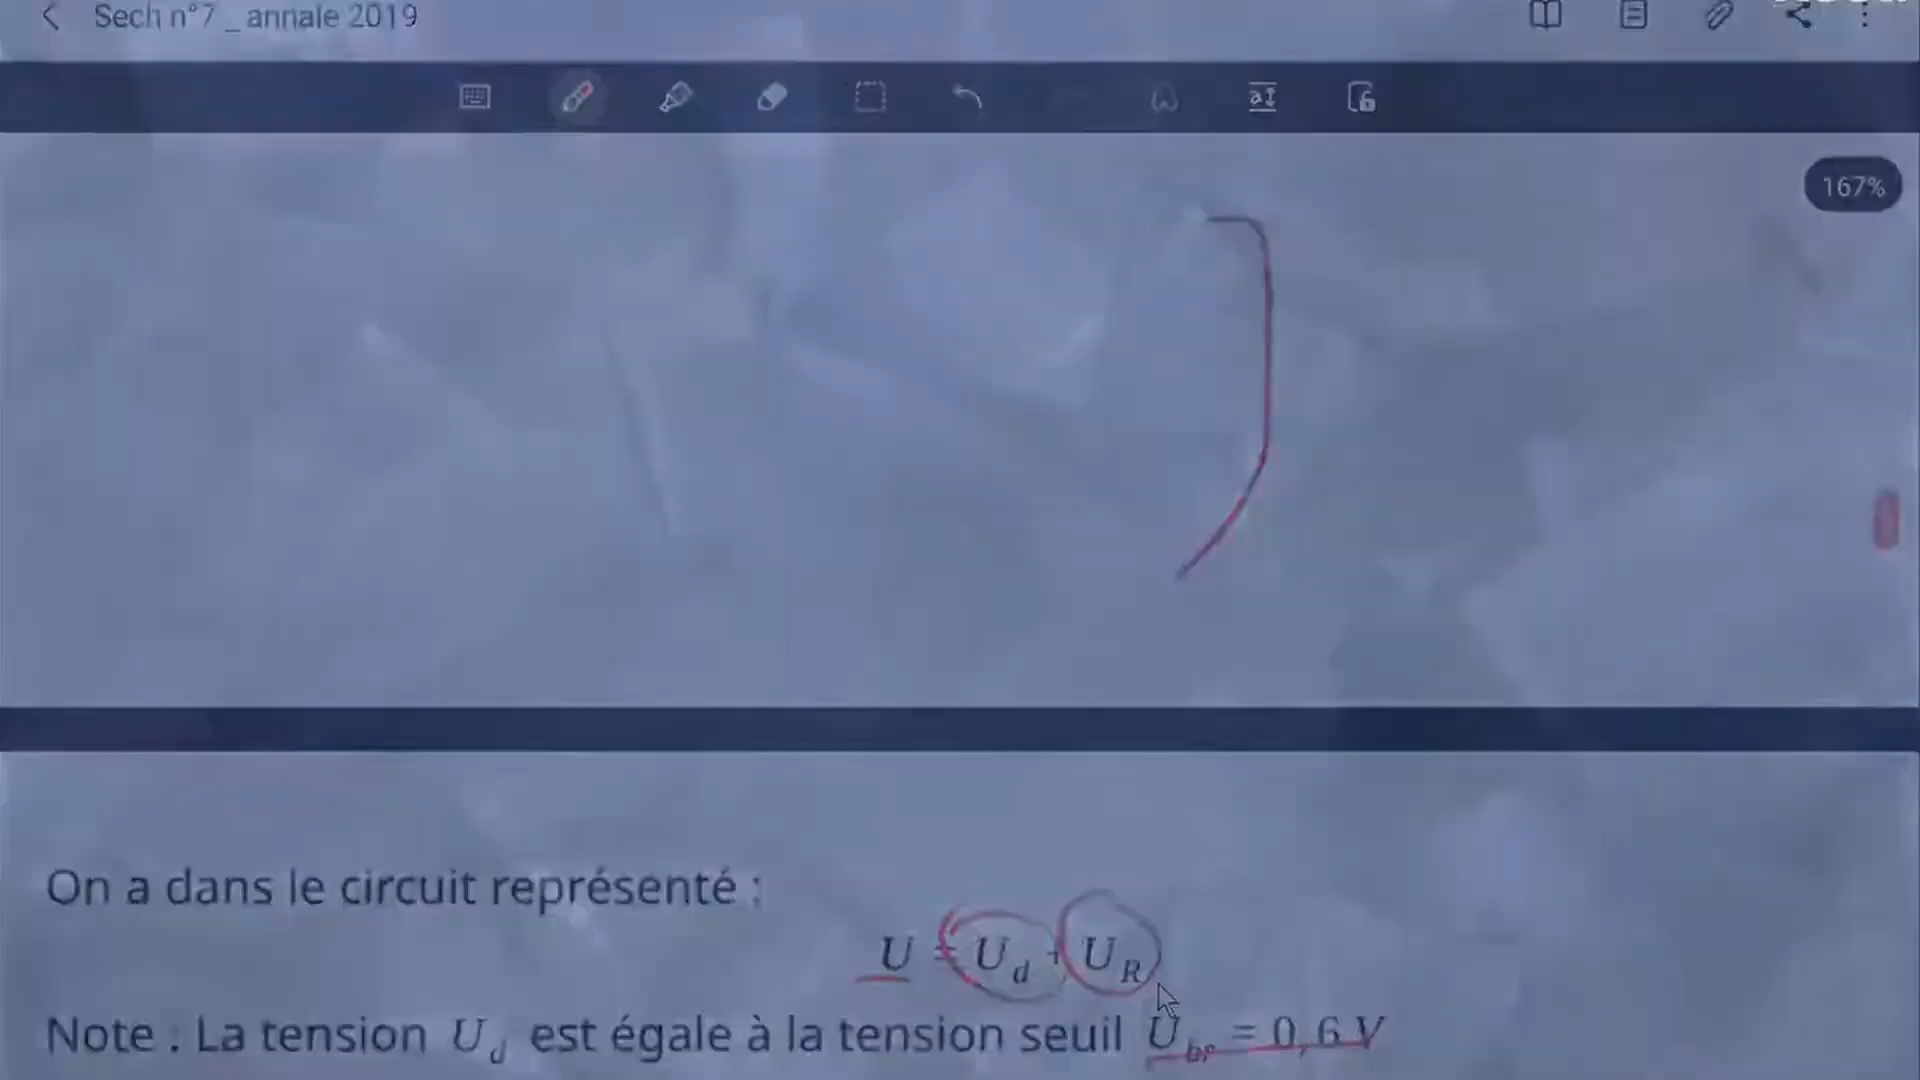 Sech n°7 _ annale 2019
167%
On a dans le circuit représenté :
U = U_d + U_R
Note : La tension U_d est égale à la tension seuil U_br = 0,6 V